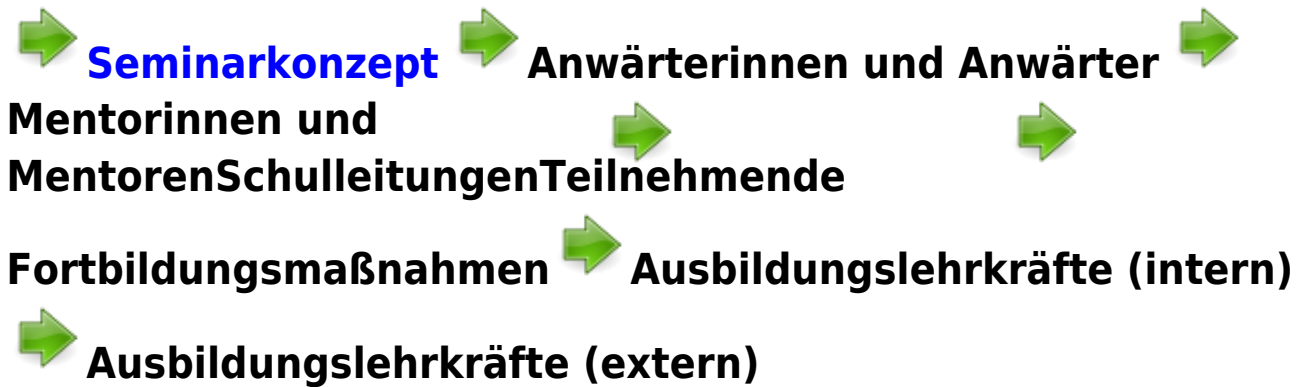 Seminarkonzept Anwärterinnen und Anwärter
Mentorinnen und
MentorenSchulleitungenTeilnehmende
Fortbildungsmaßnahmen Ausbildungslehrkräfte (intern)
Ausbildungslehrkräfte (extern)